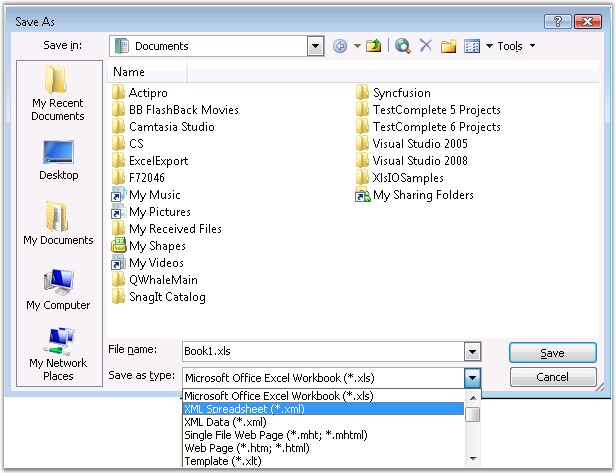 Save As
?
Save in:
Documents
Tools
Name
My Recent
Documents
Desktop
My Documents
My Computer
My Network
Places
Actipro
BB FlashBack Movies
Camtasia Studio
CS
ExcelExport
F72046
My Music
My Pictures
My Received Files
My Shapes
My Videos
QWhaleMain
SnagIt Catalog
Syncfusion
TestComplete 5 Projects
TestComplete 6 Projects
Visual Studio 2005
Visual Studio 2008
XlsIOSamples
My Sharing Folders
File name:
Book1.xls
Save
Save as type:
Microsoft Office Excel Workbook (*.xls)
Cancel
Microsoft Office Excel Workbook (*.xls)
XML Spreadsheet (*.xml)
XML Data (*.xml)
Single File Web Page (*.mht; *.mhtml)
Web Page (*.htm; *.html)
Template (*.xlt)